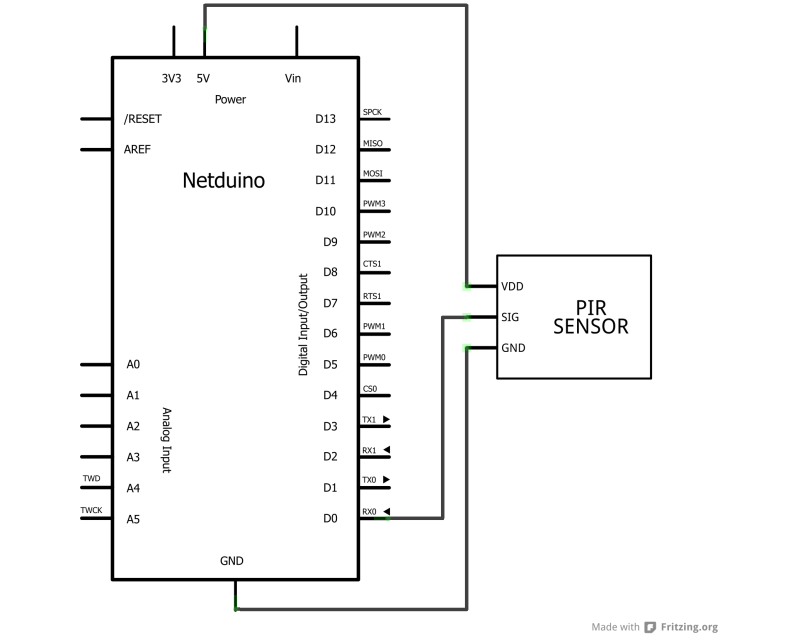 3V3 5V Vin
Power
/RESET
AREF
Netduino
D13 SPCK
D12 MISO
D11 MOSI
D10 PWM3
D9 PWM2
D8 CTS1
D7 RTS1
D6 PWM1
D5 PWM0
D4 CS0
D3 TX1
D2 RX1
D1 TX0
D0 RX0
Digital Input/Output
A0
A1
A2
A3
TWD A4
TWCK A5
Analog Input
GND
VDD
SIG
GND
PIR
SENSOR
Made with Fritzing.org